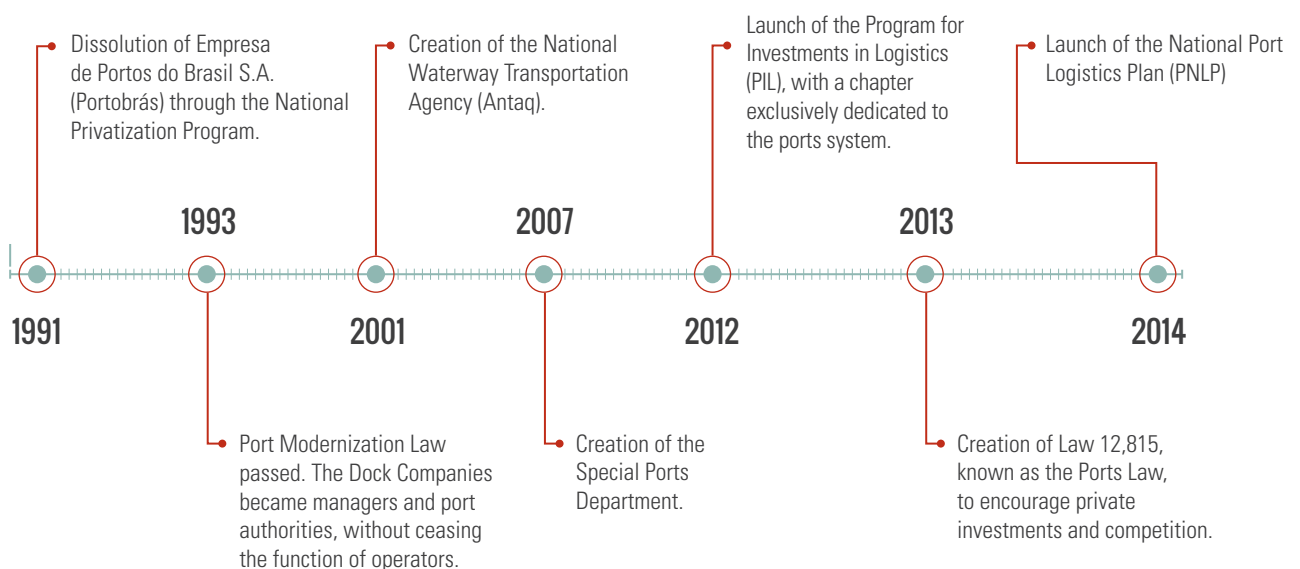 Dissolution of Empresa
de Portos do Brasil S.A.
(Portobrás) through the National
Privatization Program.
Creation of the National
Waterway Transportation
Agency (Antaq).
Launch of the Program for
Investments in Logistics
(PIL), with a chapter
exclusively dedicated to
the ports system.
Launch of the National Port
Logistics Plan (PNLP)
1993
2007
2013
1991
2001
2012
2014
Port Modernization Law
passed. The Dock Companies
became managers and port
authorities, without ceasing
the function of operators.
Creation of the
Special Ports
Department.
Creation of Law 12,815,
known as the Ports Law,
to encourage private
investments and competition.